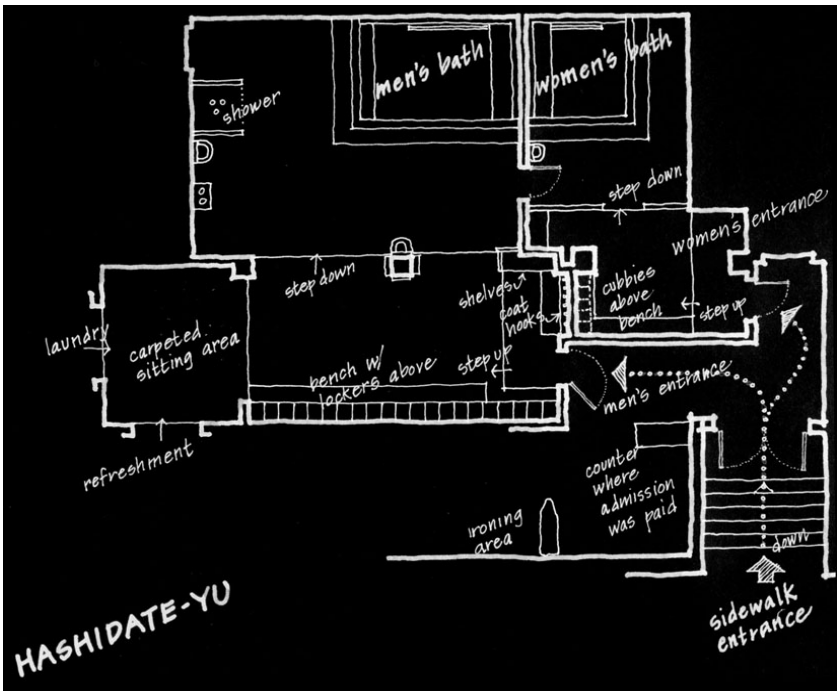 men's bath
women's bath
shower
step down
women's entrance
step down
shelves
coat
hooks
cubbies
above
bench
step up
laundry
carpeted
sitting area
bench w/
lockers above
step up
men's entrance
refreshment
counter
where
admission
was paid
ironing
area
down
sidewalk
entrance
HASHIDATE-YU